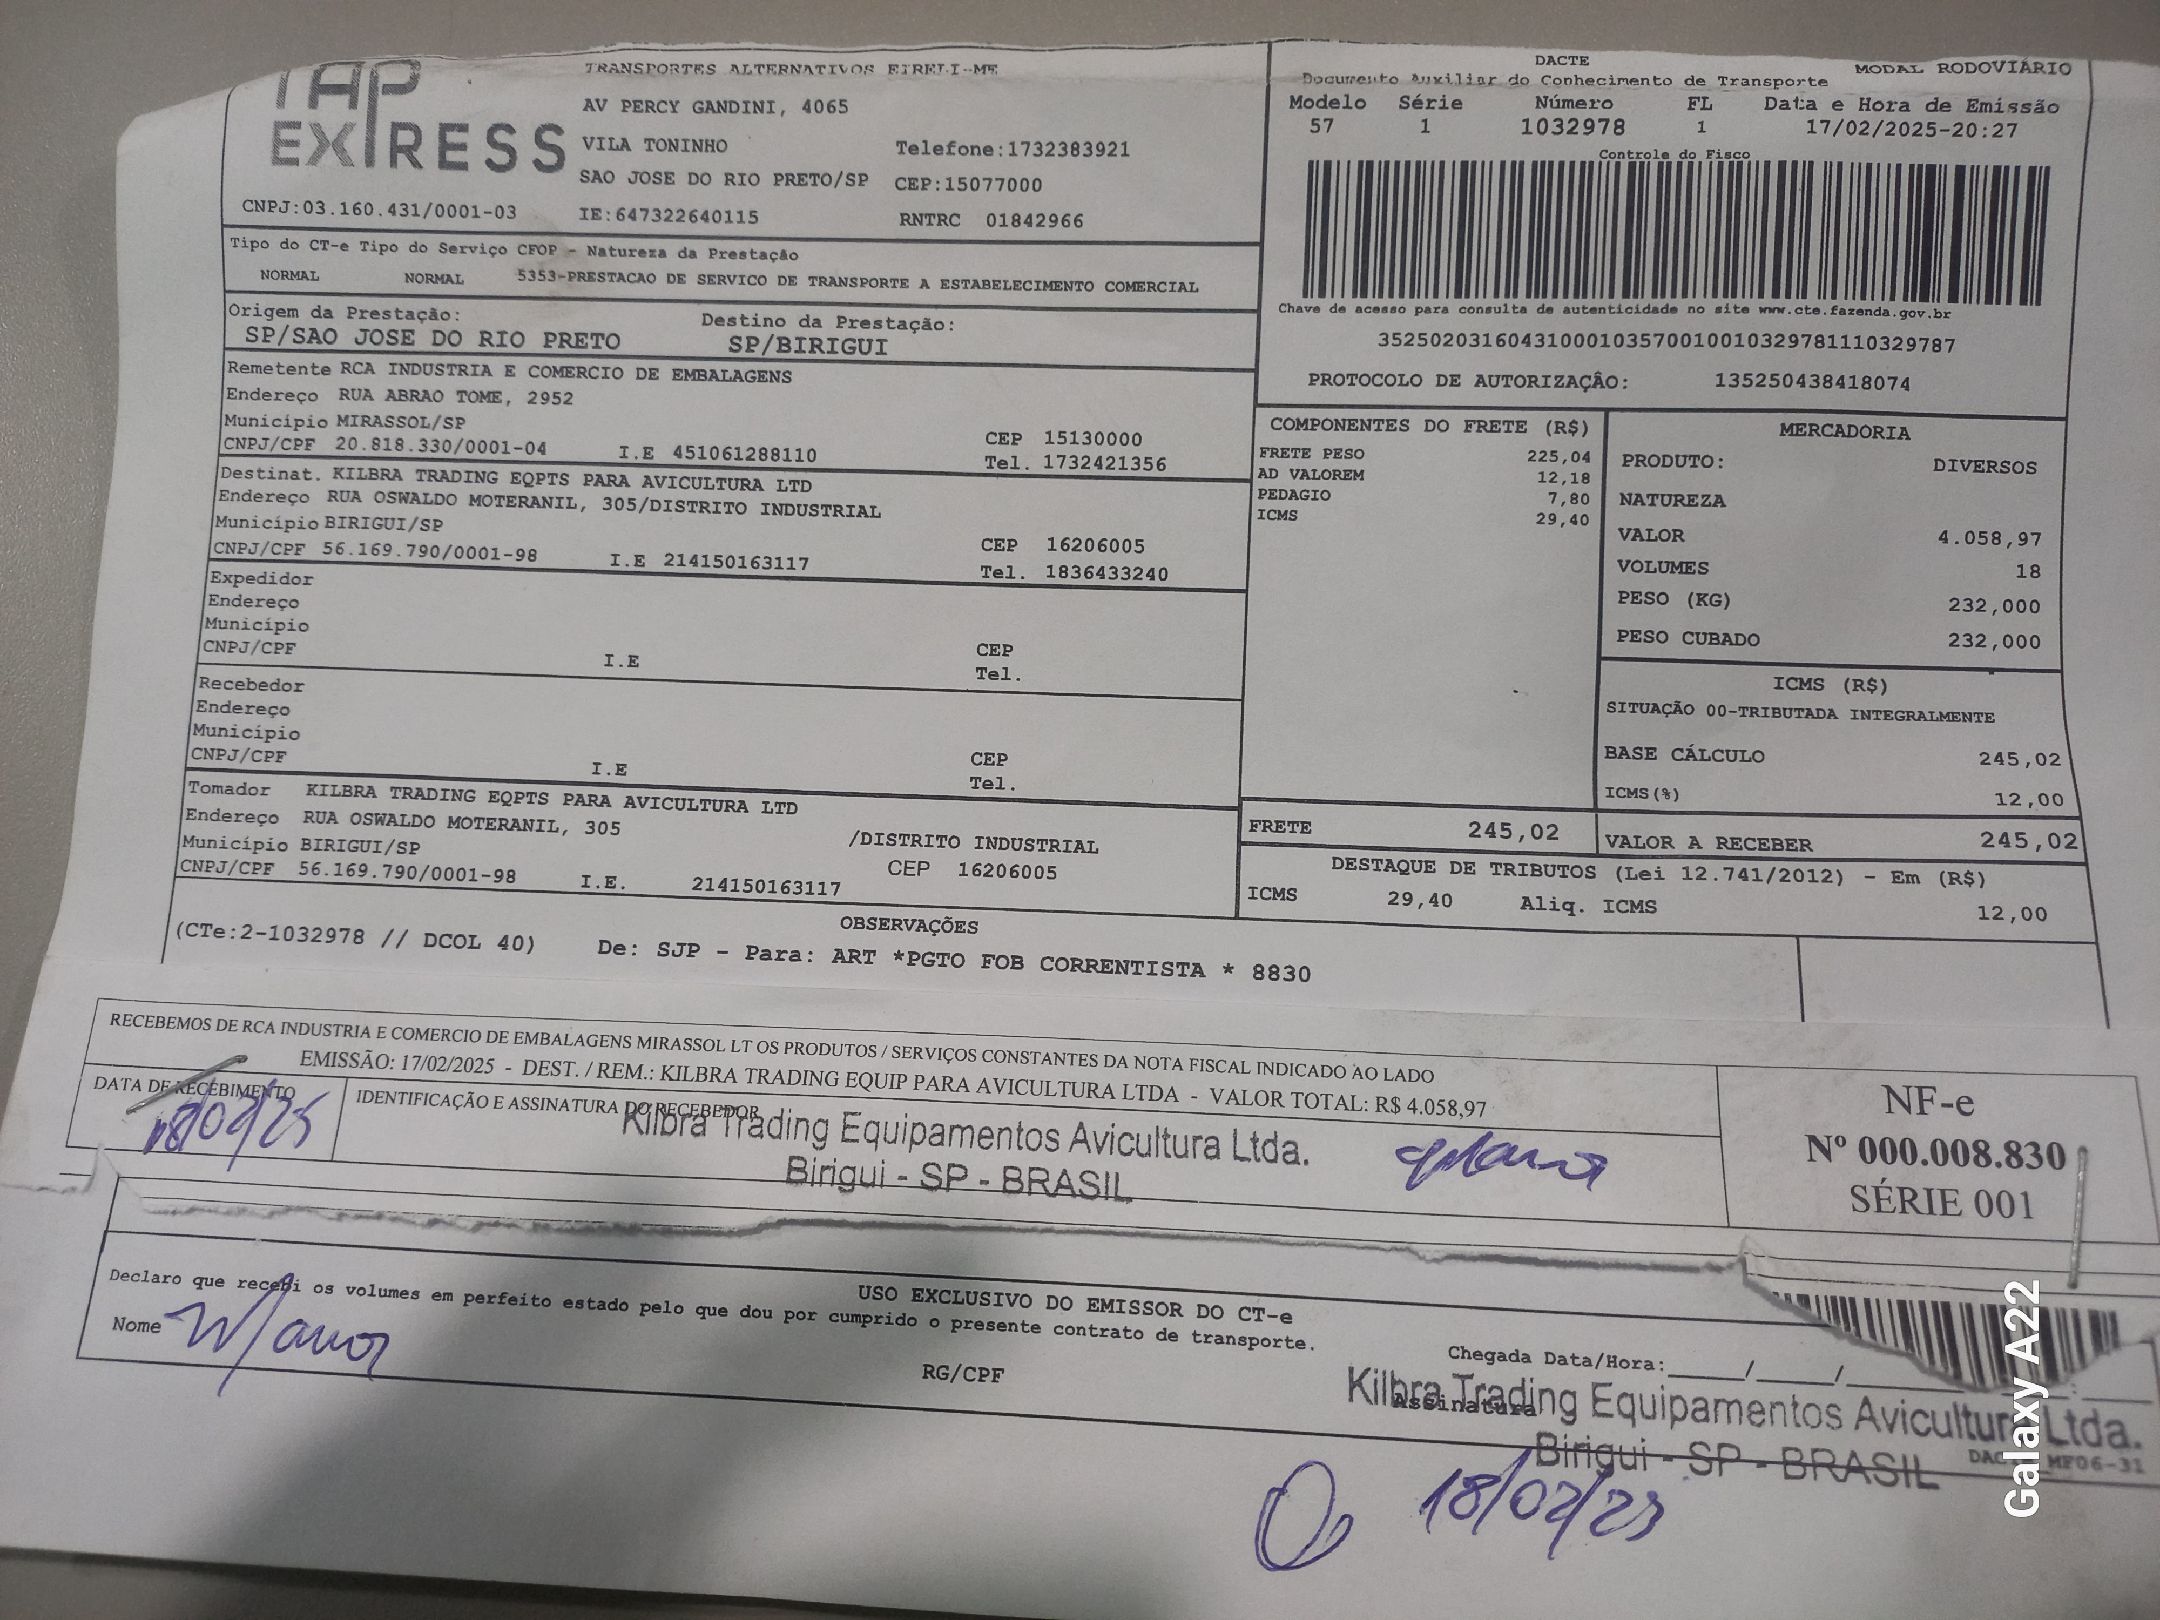 TAP
EXPRESS
TRANSPORTES ALTERNATIVOS EIRELI-ME
AV PERCY GANDINI, 4065
VILA TONINHO Telefone:1732383921
SAO JOSE DO RIO PRETO/SP CEP:15077000
CNPJ:03.160.431/0001-03 IE:647322640115 RNTRC 01842966
DACTE MODAL RODOVIÁRIO
Documento Auxiliar do Conhecimento de Transporte
Modelo Série Número FL Data e Hora de Emissão
57 1 1032978 1 17/02/2025-20:27
Controle do Fisco
Chave de acesso para consulta de autenticidade no site www.cte.fazenda.gov.br
35250203160431000103570010010329781110329787
PROTOCOLO DE AUTORIZAÇÃO: 135250438418074
Tipo do CT-e Tipo do Serviço CFOP - Natureza da Prestação
NORMAL NORMAL 5353-PRESTACAO DE SERVICO DE TRANSPORTE A ESTABELECIMENTO COMERCIAL
Origem da Prestação: Destino da Prestação:
SP/SAO JOSE DO RIO PRETO SP/BIRIGUI
Remetente RCA INDUSTRIA E COMERCIO DE EMBALAGENS
Endereço RUA ABRAO TOME, 2952
Município MIRASSOL/SP CEP 15130000
CNPJ/CPF 20.818.330/0001-04 I.E 451061288110 Tel. 1732421356
Destinat. KILBRA TRADING EQPTS PARA AVICULTURA LTD
Endereço RUA OSWALDO MOTERANIL, 305/DISTRITO INDUSTRIAL
Município BIRIGUI/SP CEP 16206005
CNPJ/CPF 56.169.790/0001-98 I.E 214150163117 Tel. 1836433240
Expedidor
Endereço
Município CEP
CNPJ/CPF I.E Tel.
Recebedor
Endereço
Município CEP
CNPJ/CPF I.E Tel.
Tomador KILBRA TRADING EQPTS PARA AVICULTURA LTD
Endereço RUA OSWALDO MOTERANIL, 305 /DISTRITO INDUSTRIAL
Município BIRIGUI/SP CEP 16206005
CNPJ/CPF 56.169.790/0001-98 I.E. 214150163117
COMPONENTES DO FRETE (R$)
FRETE PESO 225,04
AD VALOREM 12,18
PEDAGIO 7,80
ICMS 29,40
MERCADORIA
PRODUTO: DIVERSOS
NATUREZA
VALOR 4.058,97
VOLUMES 18
PESO (KG) 232,000
PESO CUBADO 232,000
ICMS (R$)
SITUAÇÃO 00-TRIBUTADA INTEGRALMENTE
BASE CÁLCULO 245,02
ICMS(%) 12,00
FRETE 245,02 VALOR A RECEBER 245,02
DESTAQUE DE TRIBUTOS (Lei 12.741/2012) - Em (R$)
ICMS 29,40 Aliq. ICMS 12,00
OBSERVAÇÕES
(CTe:2-1032978 // DCOL 40) De: SJP - Para: ART *PGTO FOB CORRENTISTA * 8830
RECEBEMOS DE RCA INDUSTRIA E COMERCIO DE EMBALAGENS MIRASSOL LT OS PRODUTOS / SERVIÇOS CONSTANTES DA NOTA FISCAL INDICADO AO LADO
EMISSÃO: 17/02/2025 - DEST. / REM.: KILBRA TRADING EQUIP PARA AVICULTURA LTDA - VALOR TOTAL: R$ 4.058,97
DATA DE RECEBIMENTO IDENTIFICAÇÃO E ASSINATURA DO RECEBEDOR
18/02/25
Kilbra Trading Equipamentos Avicultura Ltda.
Birigui - SP - BRASIL
NF-e
Nº 000.008.830
SÉRIE 001
USO EXCLUSIVO DO EMISSOR DO CT-e
Declaro que recebi os volumes em perfeito estado pelo que dou por cumprido o presente contrato de transporte.
Nome RG/CPF Chegada Data/Hora:____/____/____
Assinatura
Kilbra Trading Equipamentos Avicultura Ltda.
Birigui - SP - BRASIL
MF06-31
18/02/25
Galaxy A22